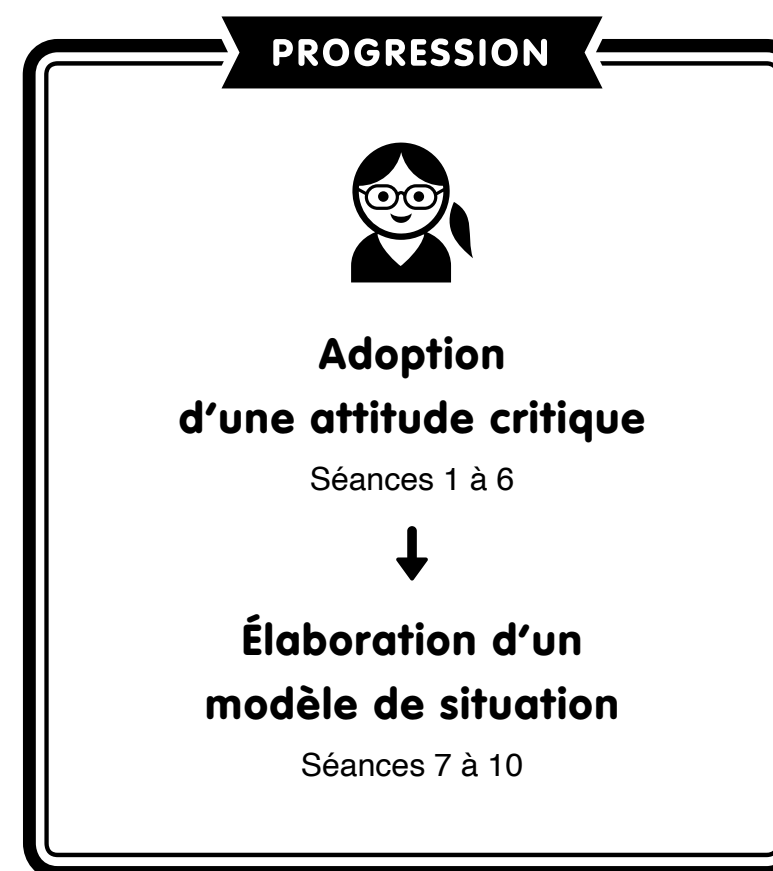 PROGRESSION
Adoption
d’une attitude critique
Séances 1 à 6
Élaboration d’un
modèle de situation
Séances 7 à 10